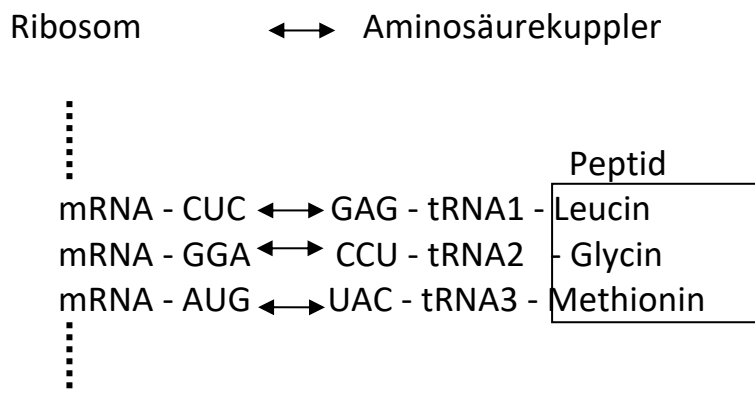 Ribosom ↔ Aminosäurekuppler
Peptid
mRNA - CUC ↔ GAG - tRNA1 - Leucin
mRNA - GGA ↔ CCU - tRNA2 - Glycin
mRNA - AUG ↔ UAC - tRNA3 - Methionin